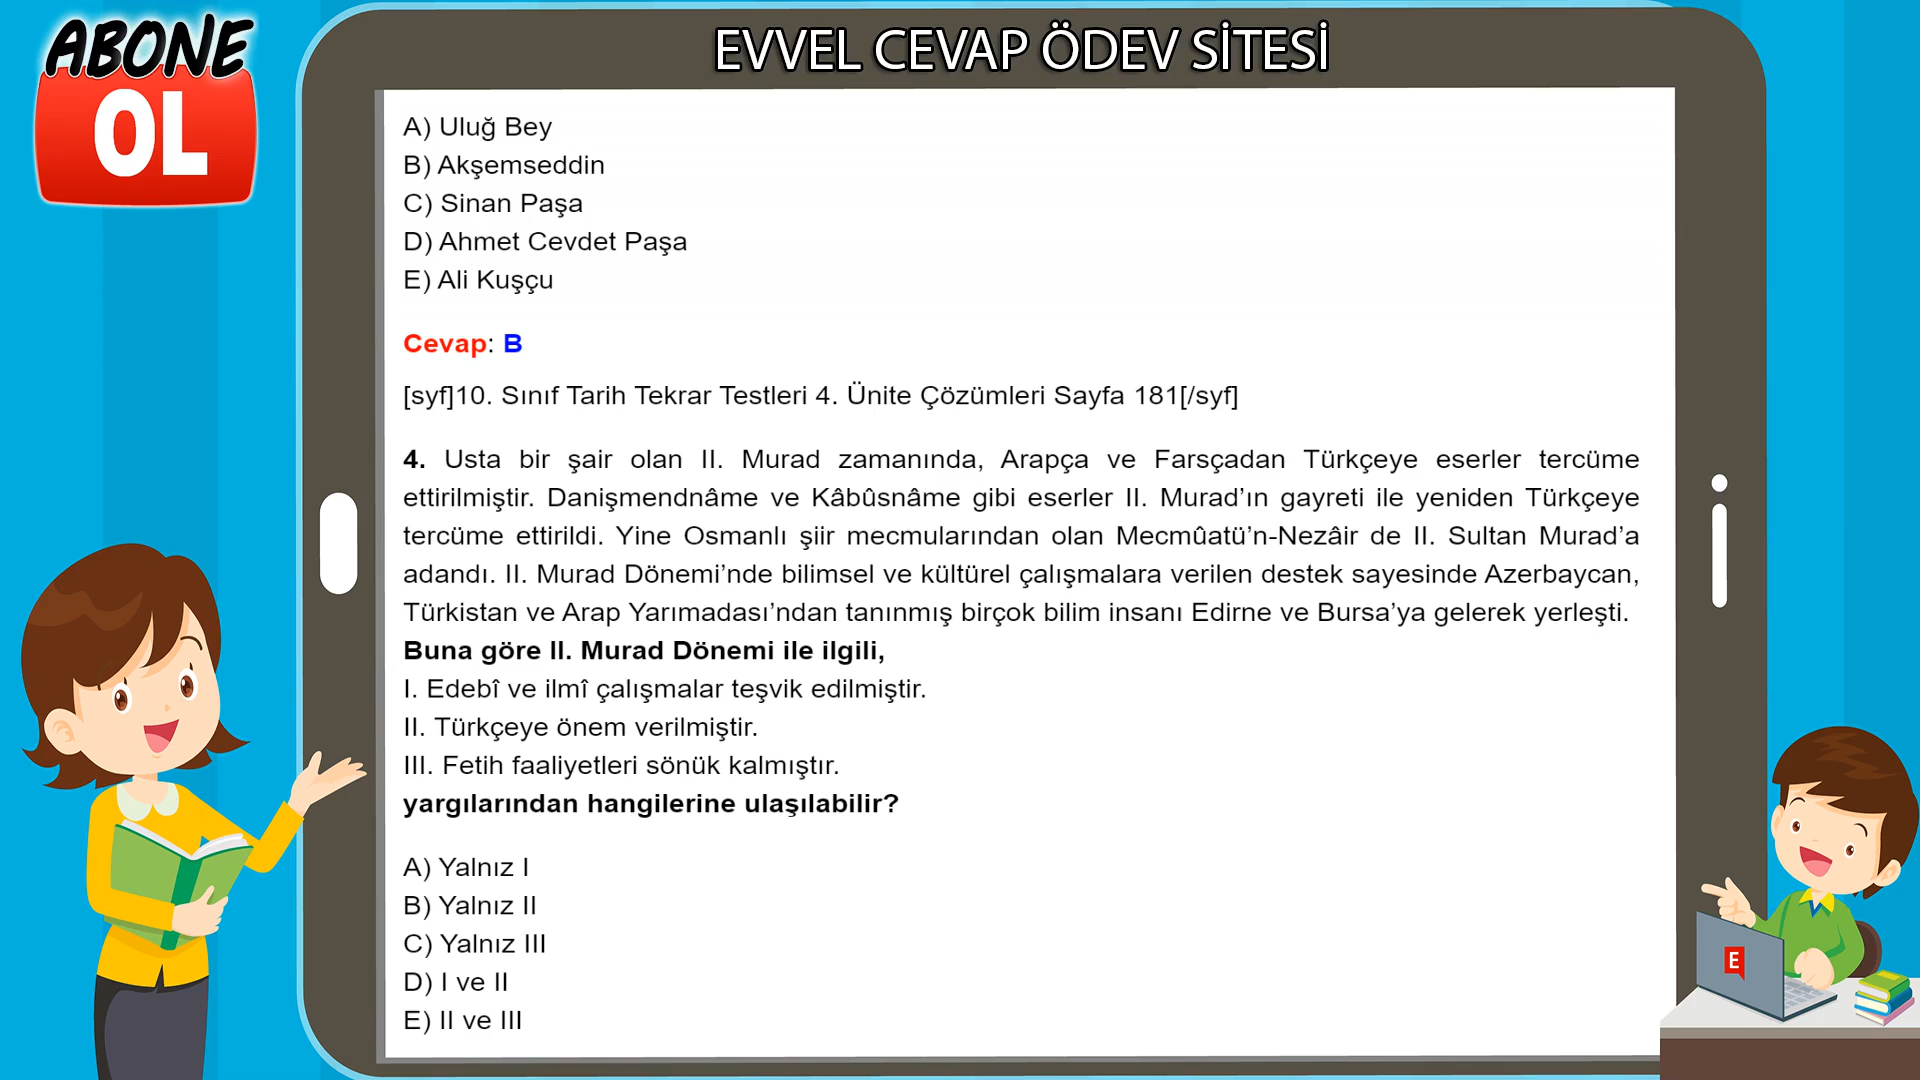 ABONE
OL
EVVEL CEVAP ÖDEV SİTESİ
A) Uluğ Bey
B) Akşemseddin
C) Sinan Paşa
D) Ahmet Cevdet Paşa
E) Ali Kuşçu
Cevap: B
[syf]10. Sınıf Tarih Tekrar Testleri 4. Ünite Çözümleri Sayfa 181[/syf]
4. Usta bir şair olan II. Murad zamanında, Arapça ve Farsçadan Türkçeye eserler tercüme
ettirilmiştir. Danişmendnâme ve Kâbûsnâme gibi eserler II. Murad’ın gayreti ile yeniden Türkçeye
tercüme ettirildi. Yine Osmanlı şiir mecmularından olan Mecmûatü’n-Nezâir de II. Sultan Murad’a
adandı. II. Murad Dönemi’nde bilimsel ve kültürel çalışmalara verilen destek sayesinde Azerbaycan,
Türkistan ve Arap Yarımadası’ndan tanınmış birçok bilim insanı Edirne ve Bursa’ya gelerek yerleşti.
Buna göre II. Murad Dönemi ile ilgili,
I. Edebî ve ilmî çalışmalar teşvik edilmiştir.
II. Türkçeye önem verilmiştir.
III. Fetih faaliyetleri sönük kalmıştır.
yargılarından hangilerine ulaşılabilir?
A) Yalnız I
B) Yalnız II
C) Yalnız III
D) I ve II
E) II ve III
E